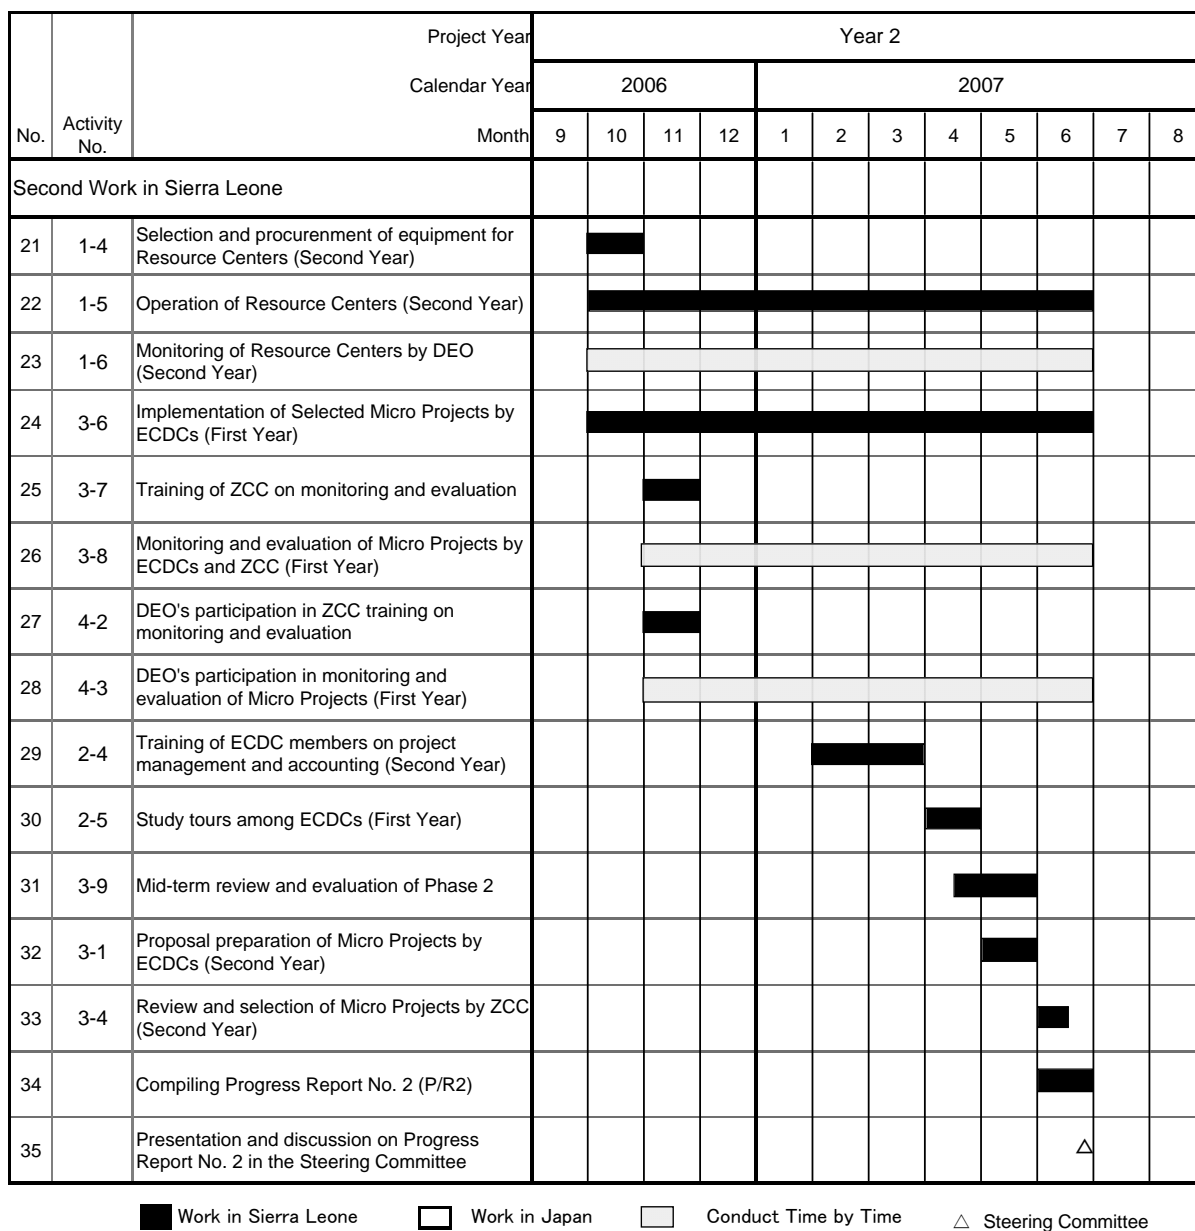 Project Year
Year 2
Calendar Year
2006
2007
No.
Activity
No.
Month
9
10
11
12
1
2
3
4
5
6
7
8
Second Work in Sierra Leone
21
1-4
Selection and procurenment of equipment for
Resource Centers (Second Year)
22
1-5
Operation of Resource Centers (Second Year)
23
1-6
Monitoring of Resource Centers by DEO
(Second Year)
24
3-6
Implementation of Selected Micro Projects by
ECDCs (First Year)
25
3-7
Training of ZCC on monitoring and evaluation
26
3-8
Monitoring and evaluation of Micro Projects by
ECDCs and ZCC (First Year)
27
4-2
DEO's participation in ZCC training on
monitoring and evaluation
28
4-3
DEO's participation in monitoring and
evaluation of Micro Projects (First Year)
29
2-4
Training of ECDC members on project
management and accounting (Second Year)
30
2-5
Study tours among ECDCs (First Year)
31
3-9
Mid-term review and evaluation of Phase 2
32
3-1
Proposal preparation of Micro Projects by
ECDCs (Second Year)
33
3-4
Review and selection of Micro Projects by ZCC
(Second Year)
34
Compiling Progress Report No. 2 (P/R2)
35
Presentation and discussion on Progress
Report No. 2 in the Steering Committee
Work in Sierra Leone
Work in Japan
Conduct Time by Time
Steering Committee